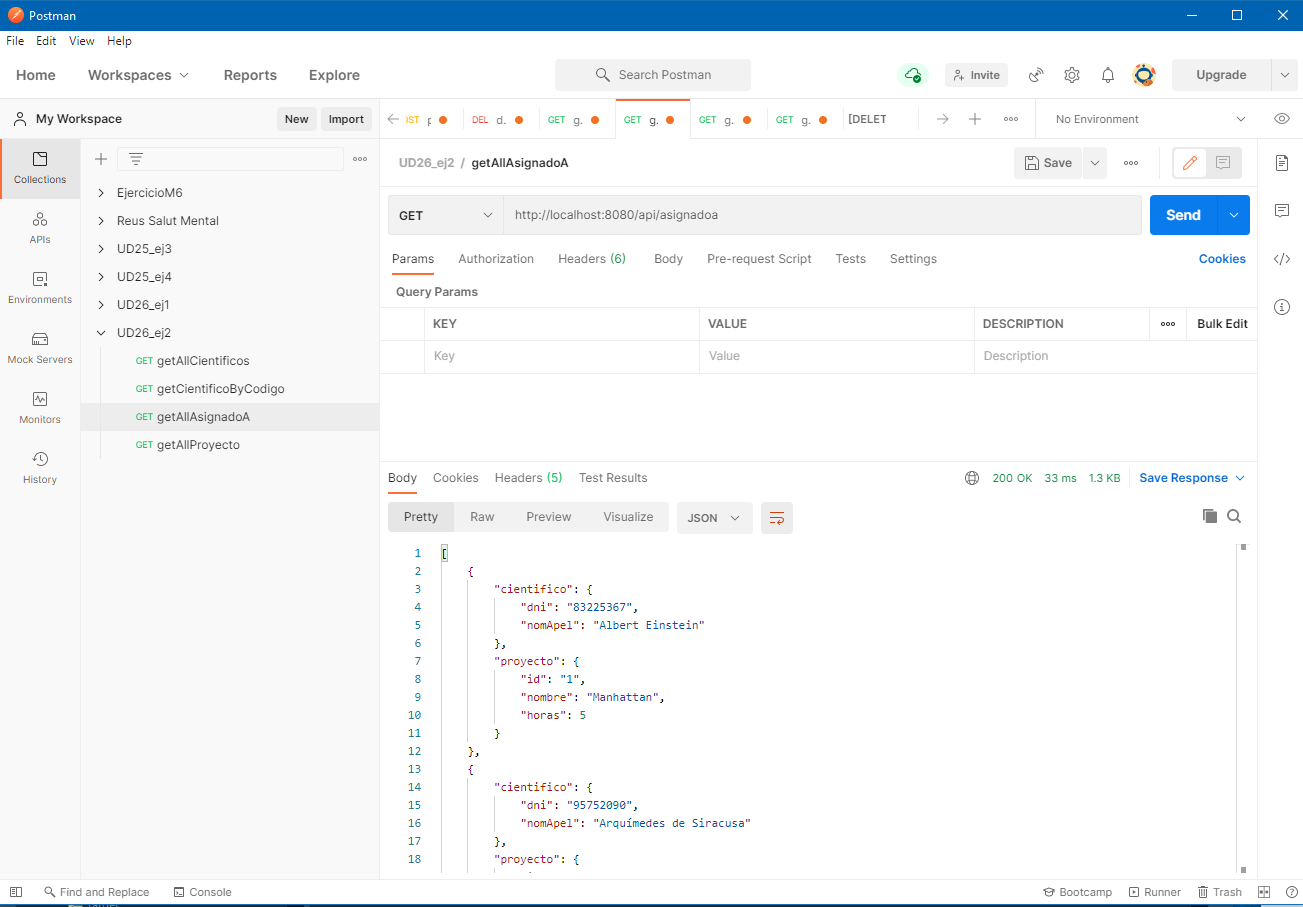 Postman
File Edit View Help
Home Workspaces Reports Explore Search Postman Invite Upgrade
My Workspace New Import
IST DEL d. GET g. GET g. GET g. GET g. [DELET No Environment
UD26_ej2 / getAllAsignadoA Save
GET http://localhost:8080/api/asignadoa Send
Params Authorization Headers (6) Body Pre-request Script Tests Settings Cookies
Query Params
KEY VALUE DESCRIPTION Bulk Edit
Key Value Description
Collections
APIs
Environments
Mock Servers
Monitors
History
EjercicioM6
Reus Salut Mental
UD25_ej3
UD25_ej4
UD26_ej1
UD26_ej2
GET getAllCientificos
GET getCientificoByCodigo
GET getAllAsignadoA
GET getAllProyecto
Body Cookies Headers (5) Test Results 200 OK 33 ms 1.3 KB Save Response
Pretty Raw Preview Visualize JSON
1 [
2 {
3 "cientifico": {
4 "dni": "83225367",
5 "nomApel": "Albert Einstein"
6 },
7 "proyecto": {
8 "id": "1",
9 "nombre": "Manhattan",
10 "horas": 5
11 }
12 },
13 {
14 "cientifico": {
15 "dni": "95752090",
16 "nomApel": "Arquímedes de Siracusa"
17 },
18 "proyecto": {
Find and Replace Console Bootcamp Runner Trash